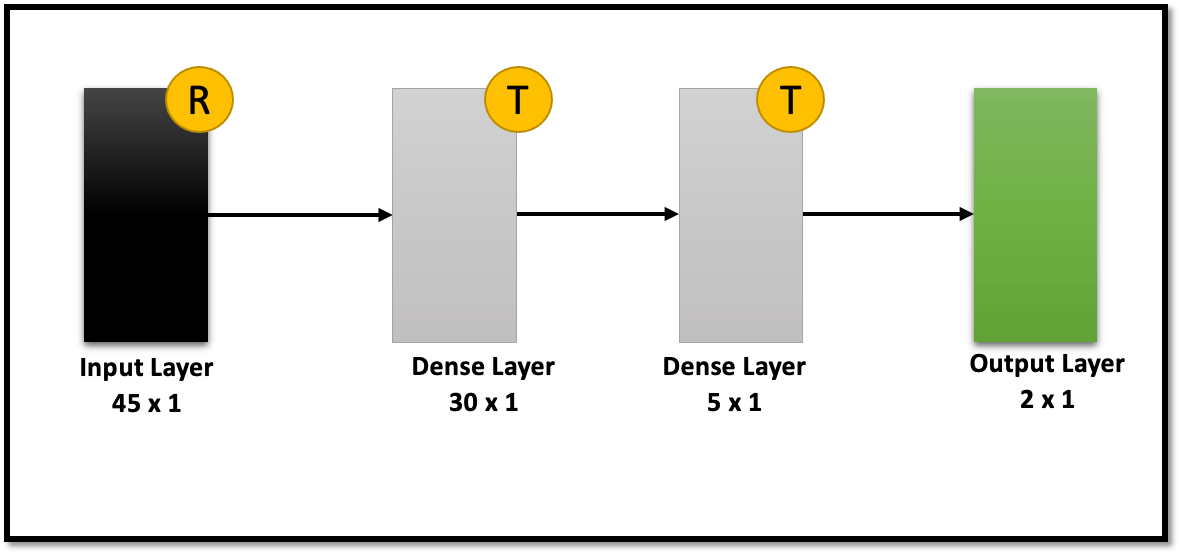 R
T
T
Input Layer
45 x 1
Dense Layer
30 x 1
Dense Layer
5 x 1
Output Layer
2 x 1